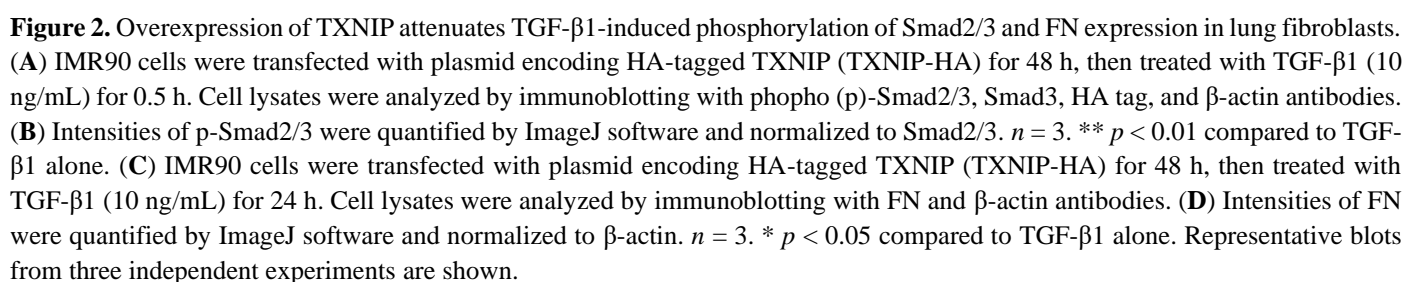 Figure 2. Overexpression of TXNIP attenuates TGF-β1-induced phosphorylation of Smad2/3 and FN expression in lung fibroblasts.
(A) IMR90 cells were transfected with plasmid encoding HA-tagged TXNIP (TXNIP-HA) for 48 h, then treated with TGF-β1 (10
ng/mL) for 0.5 h. Cell lysates were analyzed by immunoblotting with phopho (p)-Smad2/3, Smad3, HA tag, and β-actin antibodies.
(B) Intensities of p-Smad2/3 were quantified by ImageJ software and normalized to Smad2/3. n = 3. ** p < 0.01 compared to TGF-
β1 alone. (C) IMR90 cells were transfected with plasmid encoding HA-tagged TXNIP (TXNIP-HA) for 48 h, then treated with
TGF-β1 (10 ng/mL) for 24 h. Cell lysates were analyzed by immunoblotting with FN and β-actin antibodies. (D) Intensities of FN
were quantified by ImageJ software and normalized to β-actin. n = 3. * p < 0.05 compared to TGF-β1 alone. Representative blots
from three independent experiments are shown.